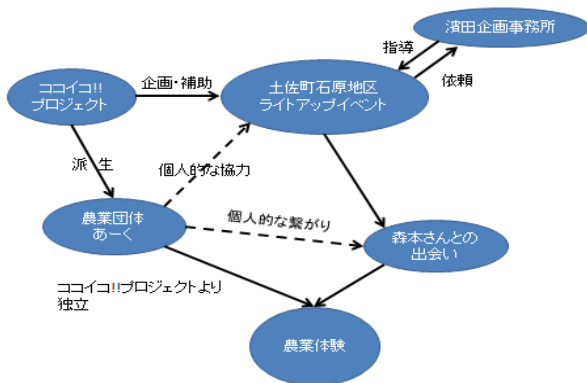 濱田企画事務所
指導
依頼
ココイコ!!
プロジェクト
企画・補助
土佐町石原地区
ライトアップイベント
派 生
個人的な協力
農業団体
あーく
個人的な繋がり
森本さんとの
出会い
ココイコ!!プロジェクトより
独立
農業体験